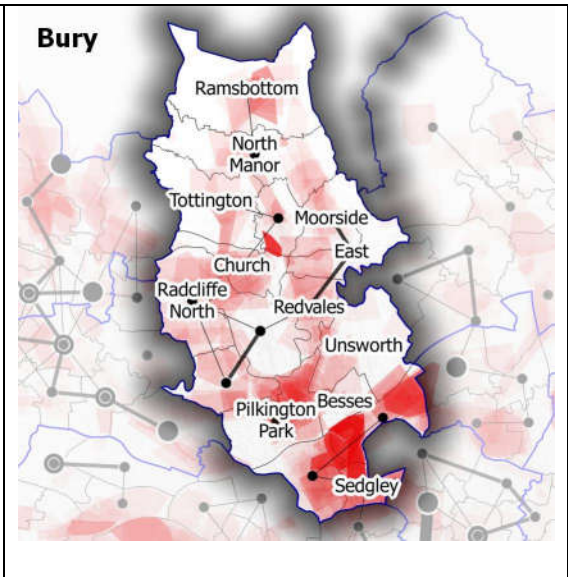 Bury
Ramsbottom
North
Manor
Tottington
Moorside
East
Church
Radcliffe
North
Redvales
Unsworth
Besses
Pilkington
Park
Sedgley